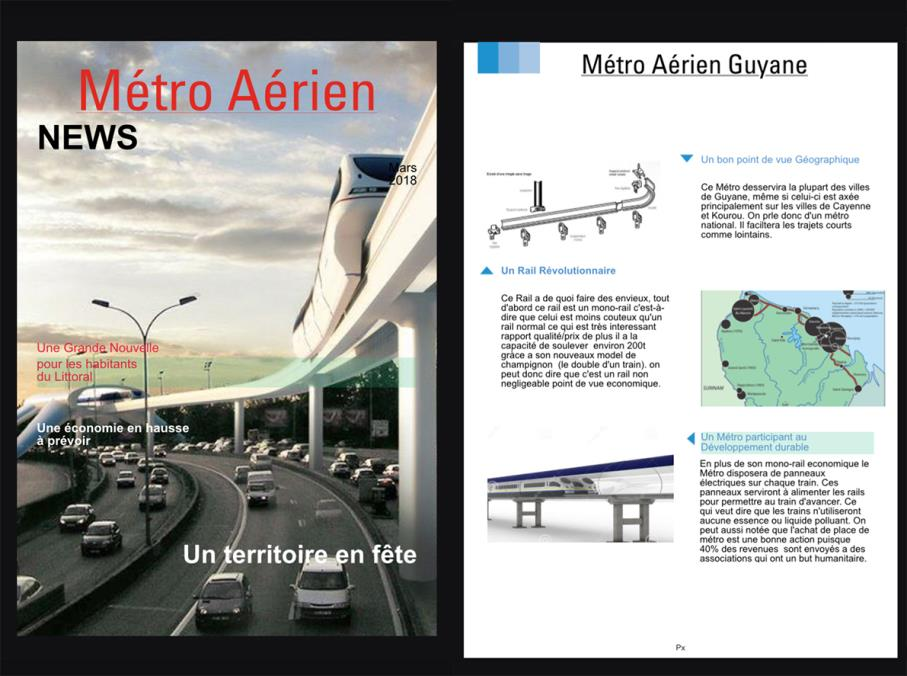 Métro Aérien
NEWS
Mars
2018
Une Grande Nouvelle
pour les habitants
du Littoral
Une économie en hausse
à prévoir
Un territoire en fête
Métro Aérien Guyane
Un bon point de vue Géographique
Ce Métro desservira la plupart des villes
de Guyane, même si celui-ci est axée
principalement sur les villes de Cayenne
et Kourou. On prle donc d'un métro
national. Il faciltera les trajets courts
comme lointains.
Un Rail Révolutionnaire
Ce Rail a de quoi faire des envieux, tout
d'abord ce rail est un mono-rail c'est-à-
dire que celui est moins couteux qu'un
rail normal ce qui est très interessant
rapport qualité/prix de plus il a la
capacité de soulever environ 200t
grâce a son nouveaux model de
champignon (le double d'un train). on
peut donc dire que c'est un rail non
negligeable point de vue economique.
SURINAM
Un Métro participant au
Développement durable
En plus de son mono-rail economique le
Métro disposera de panneaux
électriques sur chaque train. Ces
panneaux serviront à alimenter les rails
pour permettre au train d'avancer. Ce
qui veut dire que les trains n'utiliseront
aucune essence ou liquide polluant. On
peut aussi notée que l'achat de place de
métro est une bonne action puisque
40% des revenues sont envoyés a des
associations qui ont un but humanitaire.
Px